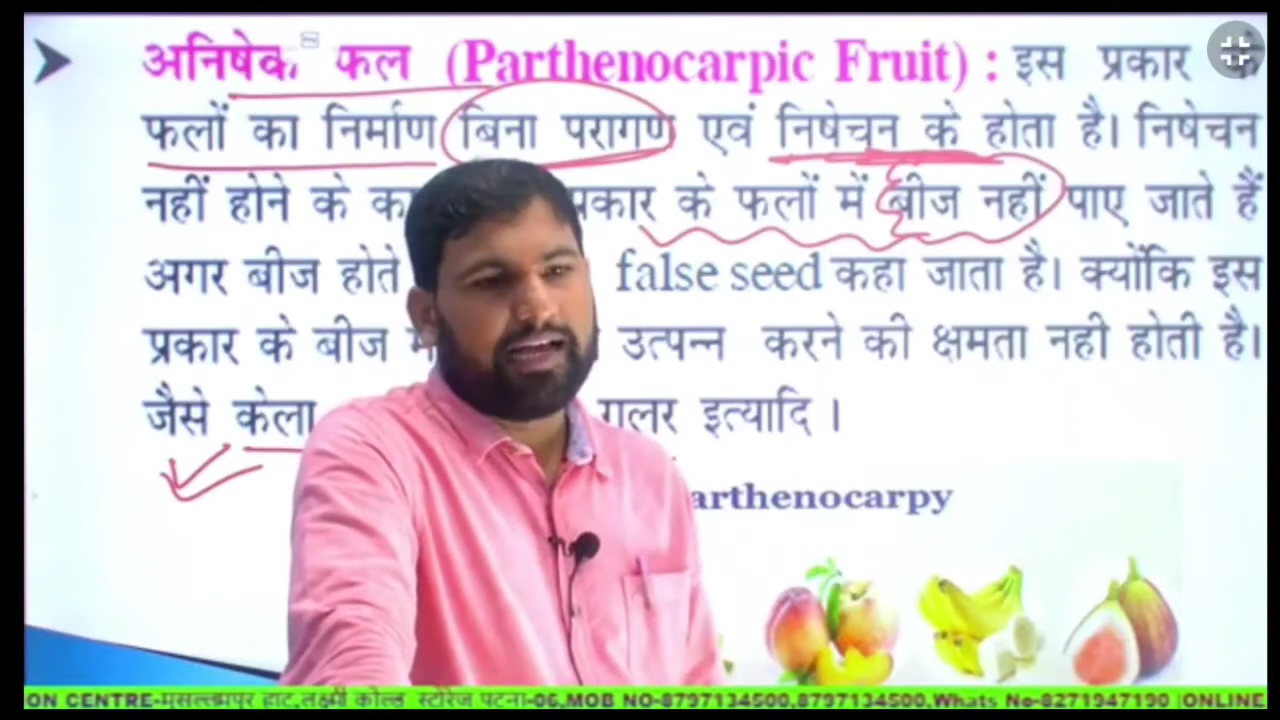 अनिषेक फल (Parthenocarpic Fruit) : इस प्रकार के
फलों का निर्माण बिना परागण एवं निषेचन के होता है। निषेचन
नहीं होने के का प्रकार के फलों में बीज नहीं पाए जाते हैं
अगर बीज होते false seed कहा जाता है। क्योंकि इस
प्रकार के बीज उत्पन्न करने की क्षमता नही होती है।
जैसे केला गूलर इत्यादि ।
arthenocarpy
ON CENTRE-मुसल्लहपुर हाट,लक्ष्मी कोल्ड स्टोरेज पटना-06,MOB NO-8797134500,8797134500,Whats No-8271947190 ONLINE